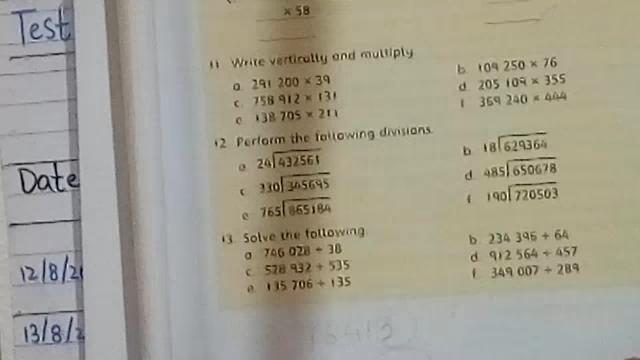 × 58
Test
11 Write vertically and multiply
a. 291 200 × 39
b. 109 250 × 76
c. 758 912 × 131
d. 205 109 × 355
e. 138 705 × 211
f. 369 240 × 444
12 Perform the following divisions.
a. 24)432561
b. 18)629364
Date
c. 330)345695
d. 485)650678
e. 765)865184
f. 190)720503
13. Solve the following
a. 746 028 ÷ 38
b. 234 396 ÷ 64
c. 528 932 ÷ 535
d. 912 564 ÷ 457
12/8/2
e. 135 706 ÷ 135
f. 349 007 ÷ 289
13/8/2